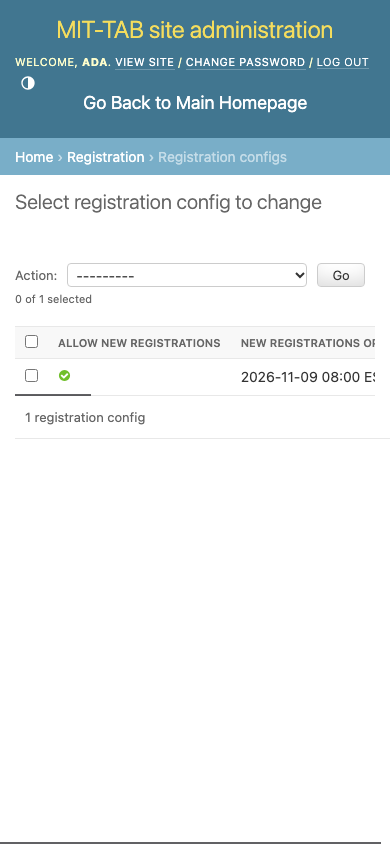 MIT-TAB site administration
WELCOME, ADA. VIEW SITE / CHANGE PASSWORD / LOG OUT
Go Back to Main Homepage
Home › Registration › Registration configs
Select registration config to change
Action: --------- Go
0 of 1 selected
ALLOW NEW REGISTRATIONS NEW REGISTRATIONS
2026-11-09 08:00
1 registration config